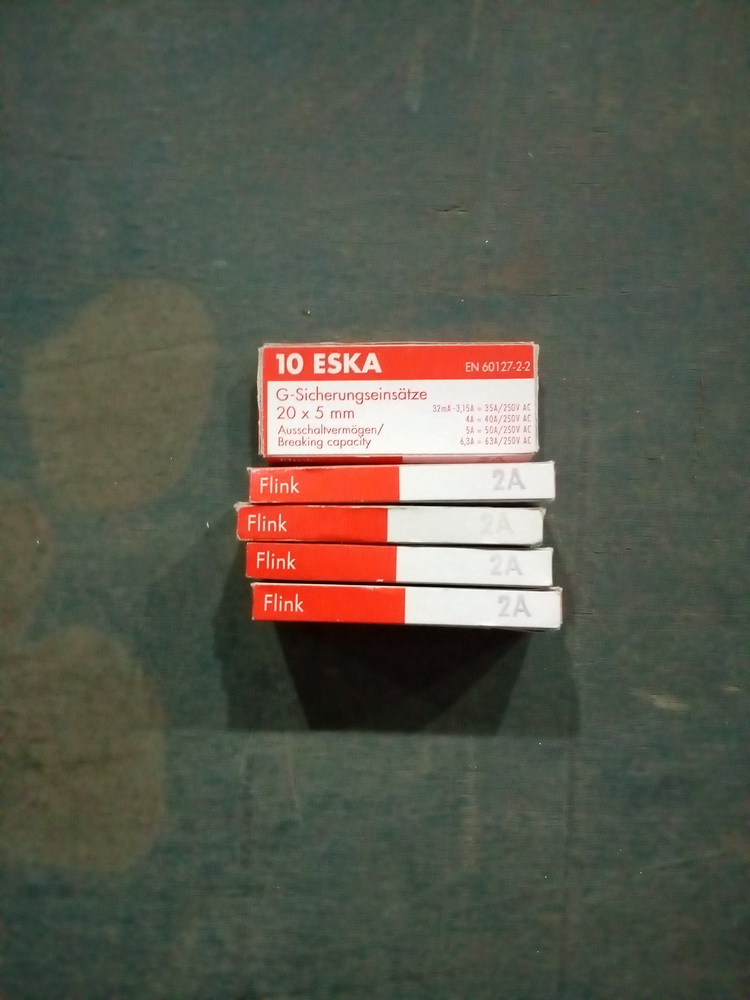 10 ESKA
EN 60127-2-2
G-Sicherungseinsätze
20 x 5 mm
Ausschaltvermögen/
Breaking capacity
32mA-3,15A = 35A/250V AC
4A = 40A/250V AC
5A = 50A/250V AC
6,3A = 63A/250V AC
Flink 2A
Flink 2A
Flink 2A
Flink 2A